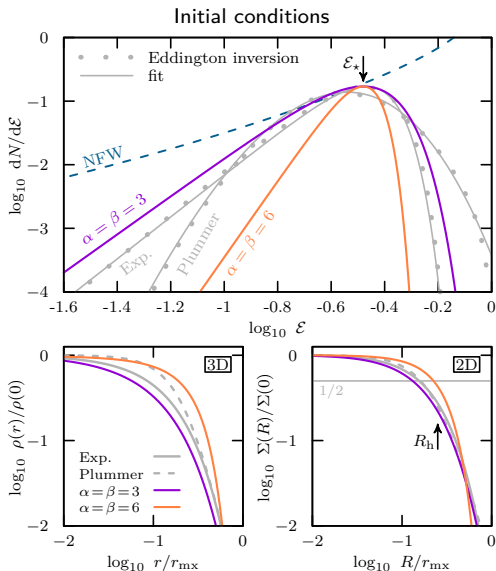 Initial conditions
Eddington inversion
fit
ℰ⋆
NFW
α = β = 3
Exp.
Plummer
α = β = 6
log₁₀ dN/dℰ
0
−1
−2
−3
−4
−1.6 −1.4 −1.2 −1 −0.8 −0.6 −0.4 −0.2 0
log₁₀ ℰ
3D
log₁₀ ρ(r)/ρ(0)
0
−1
−2
Exp.
Plummer
α = β = 3
α = β = 6
−2 −1 0
log₁₀ r/rₘₓ
2D
1/2
Rₕ
log₁₀ Σ(R)/Σ(0)
0
−1
−2
−2 −1 0
log₁₀ R/rₘₓ